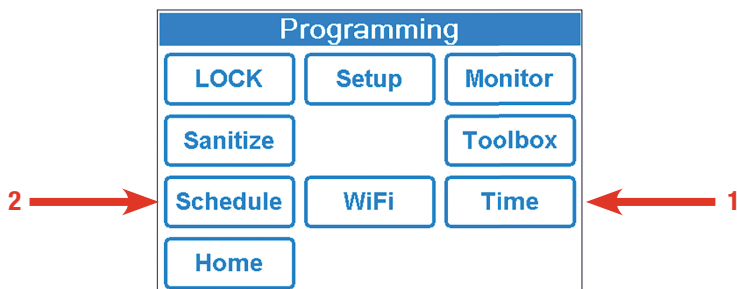 Programming
LOCK Setup Monitor
Sanitize Toolbox
2 Schedule WiFi Time 1
Home